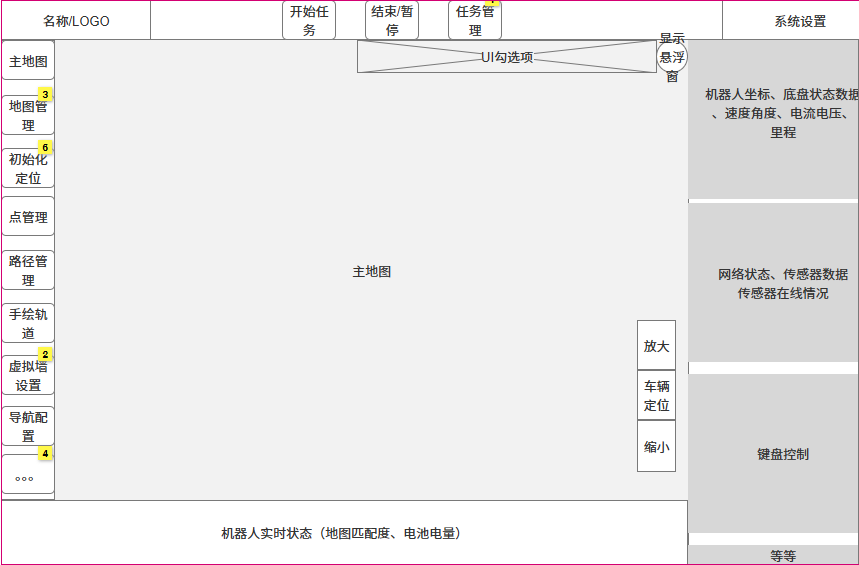 名称/LOGO
开始任
务
结束/暂
停
任务管
理
系统设置
主地图
UI勾选项
显示
悬浮
窗
3
地图管
理
机器人坐标、底盘状态数据
、速度角度、电流电压、
里程
6
初始化
定位
点管理
路径管
理
主地图
网络状态、传感器数据
传感器在线情况
手绘轨
道
2
虚拟墙
设置
放大
车辆
定位
缩小
导航配
置
4
。。。
键盘控制
机器人实时状态（地图匹配度、电池电量）
等等